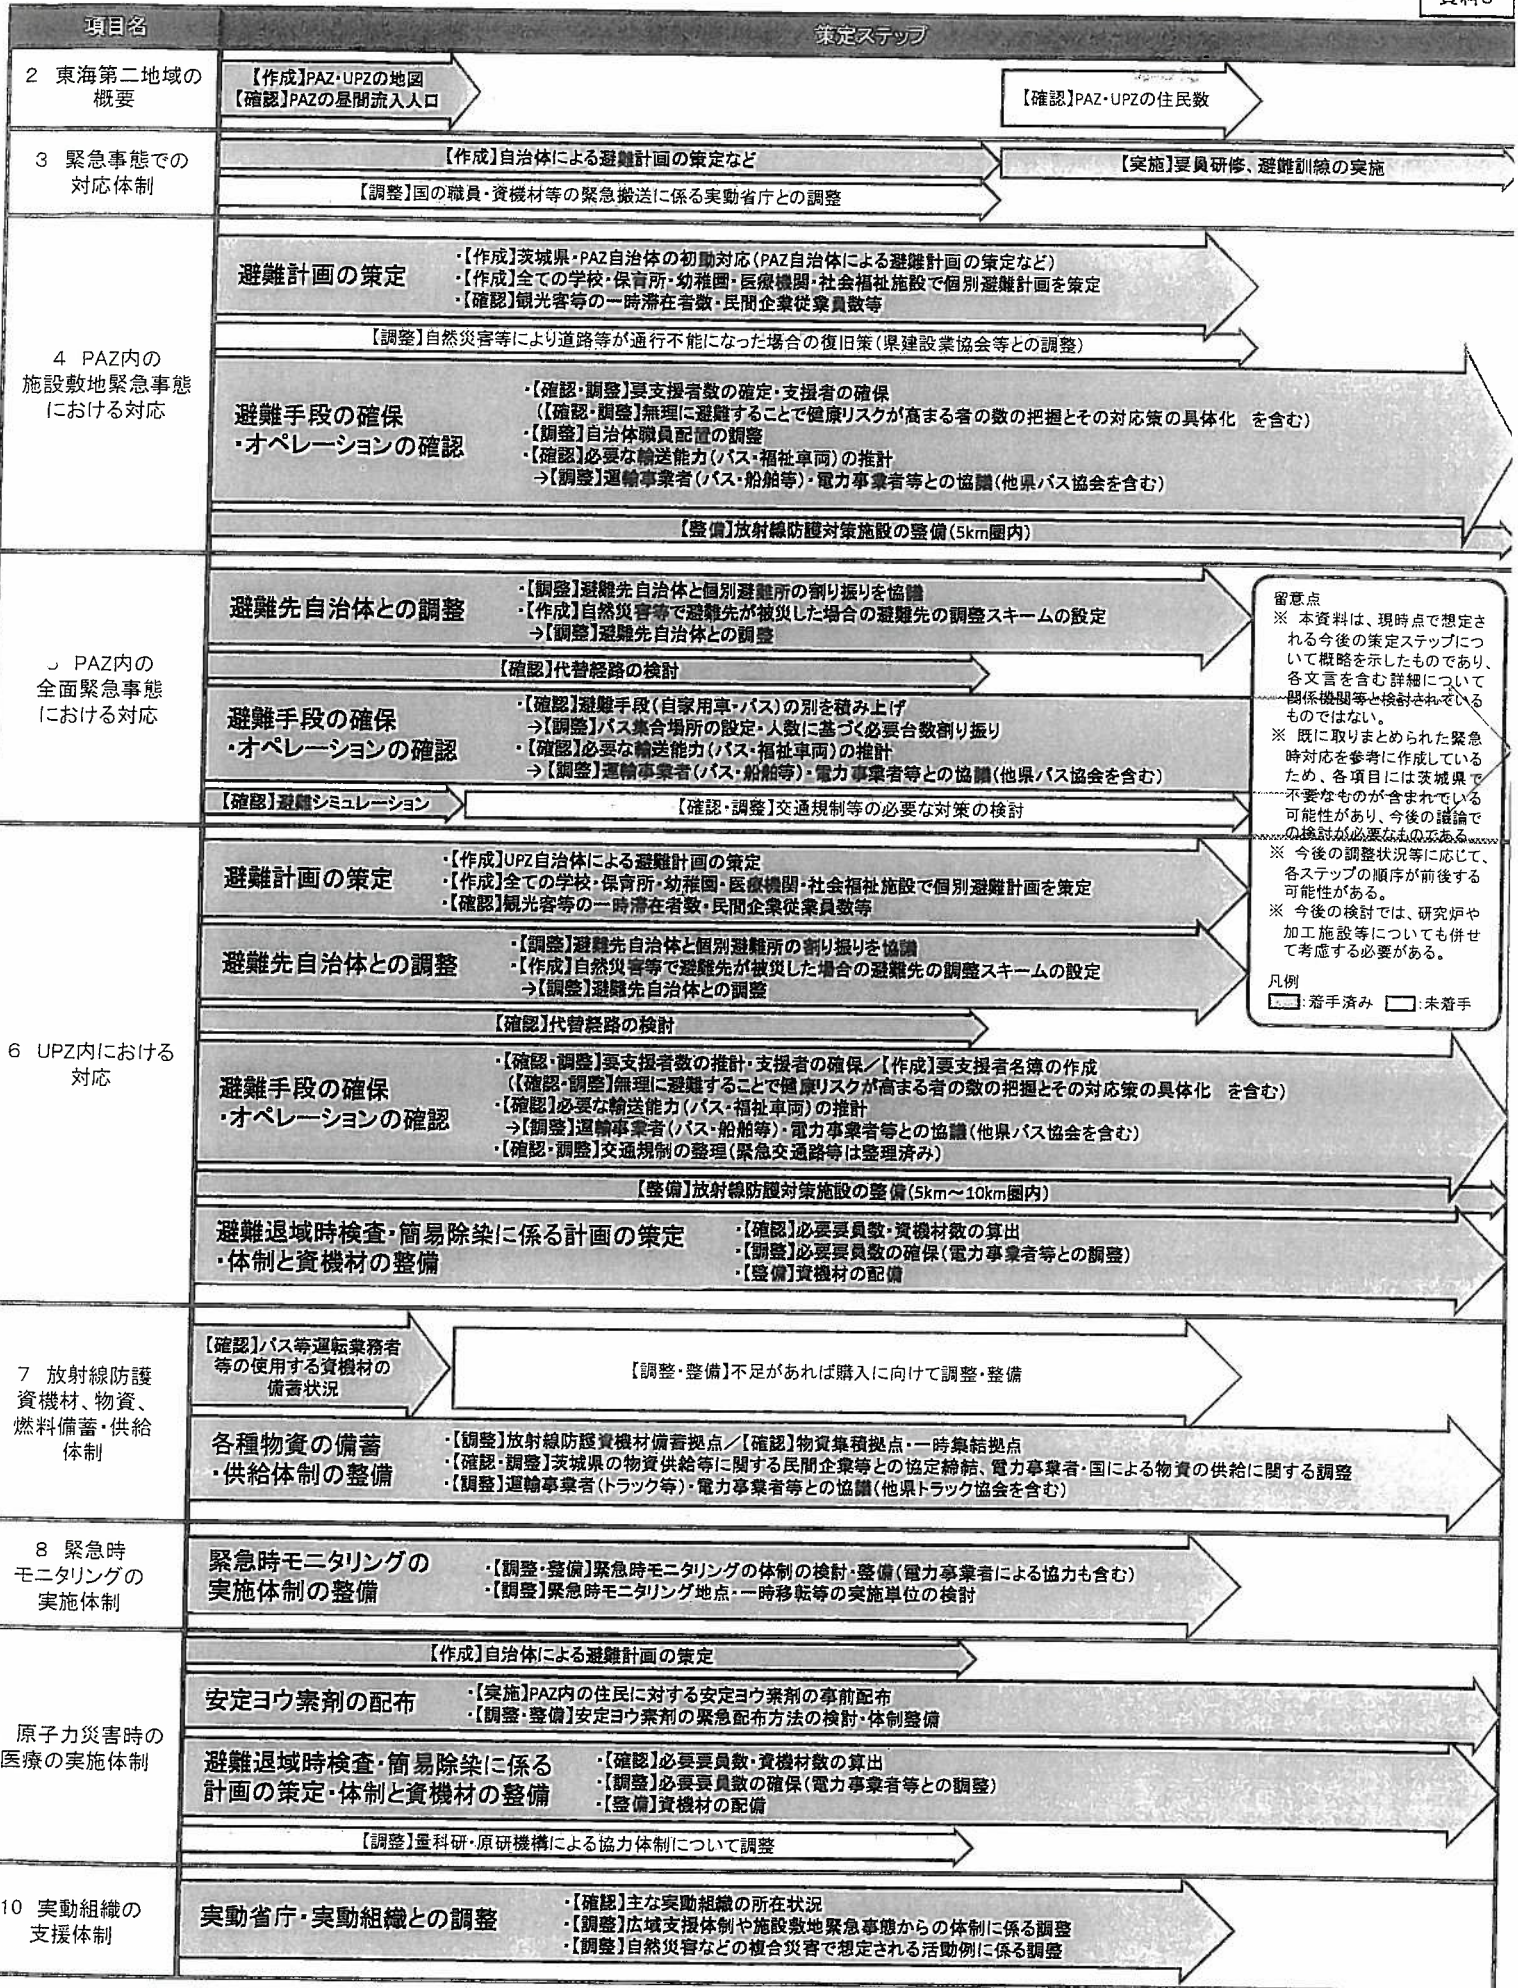 項目名
策定ステップ
2 東海第二地域の
概要
【作成】PAZ・UPZの地図
【確認】PAZの昼間流入人口
【確認】PAZ・UPZの住民数
3 緊急事態での
対応体制
【作成】自治体による避難計画の策定など
【実施】要員研修、避難訓練の実施
【調整】国の職員・資機材等の緊急搬送に係る実動省庁との調整
4 PAZ内の
施設敷地緊急事態
における対応
避難計画の策定
・【作成】茨城県・PAZ自治体の初動対応(PAZ自治体による避難計画の策定など)
・【作成】全ての学校・保育所・幼稚園・医療機関・社会福祉施設で個別避難計画を策定
・【確認】観光客等の一時滞在者数・民間企業従業員数等
【調整】自然災害等により道路等が通行不能になった場合の復旧策(県建設業協会等との調整)
避難手段の確保
・オペレーションの確認
・【確認・調整】要支援者数の確定・支援者の確保
(【確認・調整】無理に避難することで健康リスクが高まる者の数の把握とその対応策の具体化 を含む)
・【調整】自治体職員配置の調整
・【確認】必要な輸送能力(バス・福祉車両)の推計
→【調整】運輸事業者(バス・船舶等)・電力事業者等との協議(他県バス協会を含む)
【整備】放射線防護対策施設の整備(5km圏内)
PAZ内の
全面緊急事態
における対応
避難先自治体との調整
・【調整】避難先自治体と個別避難所の割り振りを協議
・【作成】自然災害等で避難先が被災した場合の避難先の調整スキームの設定
→【調整】避難先自治体との調整
【確認】代替経路の検討
避難手段の確保
・オペレーションの確認
・【確認】避難手段(自家用車・バス)の別を積み上げ
→【調整】バス集合場所の設定・人数に基づく必要台数割り振り
・【確認】必要な輸送能力(バス・福祉車両)の推計
→【調整】運輸事業者(バス・船舶等)・電力事業者等との協議(他県バス協会を含む)
【確認】避難シミュレーション
【確認・調整】交通規制等の必要な対策の検討
留意点
※ 本資料は、現時点で想定さ
れる今後の策定ステップにつ
いて概略を示したものであり、
各文言を含む詳細について
関係機関等と検討されている
ものではない。
※ 既に取りまとめられた緊急
時対応を参考に作成している
ため、各項目には茨城県で
不要なものが含まれている
可能性があり、今後の議論で
の検討が必要なものである。
※ 今後の調整状況等に応じて、
各ステップの順序が前後する
可能性がある。
※ 今後の検討では、研究炉や
加工施設等についても併せ
て考慮する必要がある。
凡例
:着手済み :未着手
6 UPZ内における
対応
避難計画の策定
・【作成】UPZ自治体による避難計画の策定
・【作成】全ての学校・保育所・幼稚園・医療機関・社会福祉施設で個別避難計画を策定
・【確認】観光客等の一時滞在者数・民間企業従業員数等
避難先自治体との調整
・【調整】避難先自治体と個別避難所の割り振りを協議
・【作成】自然災害等で避難先が被災した場合の避難先の調整スキームの設定
→【調整】避難先自治体との調整
【確認】代替経路の検討
避難手段の確保
・オペレーションの確認
・【確認・調整】要支援者数の推計・支援者の確保/【作成】要支援者名簿の作成
(【確認・調整】無理に避難することで健康リスクが高まる者の数の把握とその対応策の具体化 を含む)
・【確認】必要な輸送能力(バス・福祉車両)の推計
→【調整】運輸事業者(バス・船舶等)・電力事業者等との協議(他県バス協会を含む)
・【確認・調整】交通規制の整理(緊急交通路等は整理済み)
【整備】放射線防護対策施設の整備(5km～10km圏内)
避難退域時検査・簡易除染に係る計画の策定
・体制と資機材の整備
・【確認】必要要員数・資機材数の算出
・【調整】必要要員数の確保(電力事業者等との調整)
・【整備】資機材の配備
7 放射線防護
資機材、物資、
燃料備蓄・供給
体制
【確認】バス等運転業務者
等の使用する資機材の
備蓄状況
【調整・整備】不足があれば購入に向けて調整・整備
各種物資の備蓄
・供給体制の整備
・【調整】放射線防護資機材備蓄拠点/【確認】物資集積拠点・一時集結拠点
・【確認・調整】茨城県の物資供給等に関する民間企業等との協定締結、電力事業者・国による物資の供給に関する調整
・【調整】運輸事業者(トラック等)・電力事業者等との協議(他県トラック協会を含む)
8 緊急時
モニタリングの
実施体制
緊急時モニタリングの
実施体制の整備
・【調整・整備】緊急時モニタリングの体制の検討・整備(電力事業者による協力も含む)
・【調整】緊急時モニタリング地点・一時移転等の実施単位の検討
原子力災害時の
医療の実施体制
【作成】自治体による避難計画の策定
安定ヨウ素剤の配布
・【実施】PAZ内の住民に対する安定ヨウ素剤の事前配布
・【調整・整備】安定ヨウ素剤の緊急配布方法の検討・体制整備
避難退域時検査・簡易除染に係る
計画の策定・体制と資機材の整備
・【確認】必要要員数・資機材数の算出
・【調整】必要要員数の確保(電力事業者等との調整)
・【整備】資機材の配備
【調整】量科研・原研機構による協力体制について調整
10 実動組織の
支援体制
実動省庁・実動組織との調整
・【確認】主な実動組織の所在状況
・【調整】広域支援体制や施設敷地緊急事態からの体制に係る調整
・【調整】自然災害などの複合災害で想定される活動例に係る調整